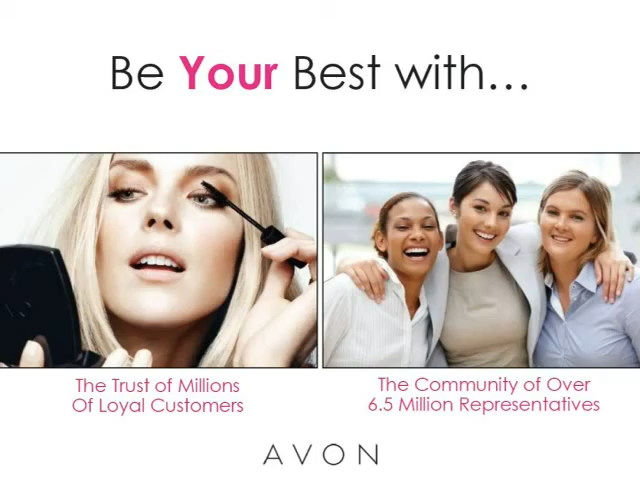 Be Your Best with…
The Trust of Millions
Of Loyal Customers
The Community of Over
6.5 Million Representatives
AVON